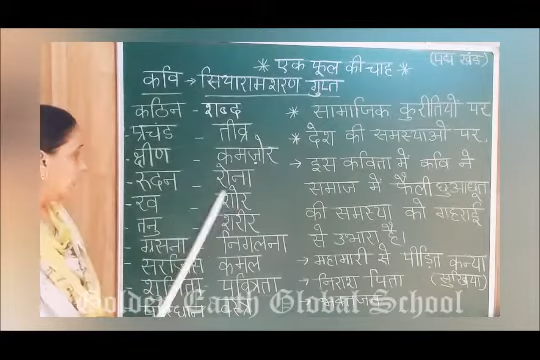 (पद्य खंड)
* एक फूल की चाह *
कवि → सियारामशरण गुप्त
कठिन - शब्द
- प्रचंड - तीव्र
- क्षीण - कमज़ोर
- रूदन - रोना
- रव - शोर
- तनु - शरीर
- ग्रसना - निगलना
- सरसिज कमल
पवित्रता
* सामाजिक कुरीतियों पर
* देश की समस्याओ पर
→ इस कविता में कवि ने
समाज में फैली छुआछूत
की समस्या को गहराई
से उभारा है।
→ महामारी से पीड़ित कन्या
→ निराश पिता (सुखिया)
Golden Earth Global School